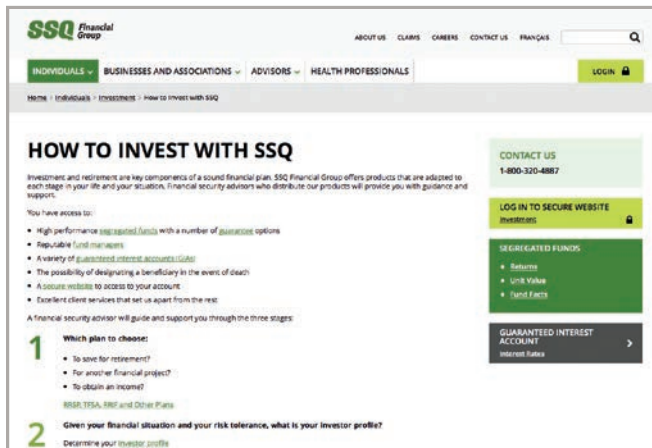 SSQ Financial Group
ABOUT US CLAIMS CAREERS CONTACT US FRANÇAIS
INDIVIDUALS BUSINESSES AND ASSOCIATIONS ADVISORS HEALTH PROFESSIONALS LOGIN
Home > Individuals > Investment > How to Invest with SSQ
HOW TO INVEST WITH SSQ
Investment and retirement are key components of a sound financial plan. SSQ Financial Group offers products that are adapted to
each stage in your life and your situation. Financial security advisors who distribute our products will provide you with guidance and
support.
You have access to:
• High performance segregated funds with a number of guarantee options
• Reputable fund managers
• A variety of guaranteed interest accounts (GIAs)
• The possibility of designating a beneficiary in the event of death
• A secure website to access to your account
• Excellent client services that set us apart from the rest
A financial security advisor will guide and support you through the three stages:
1 Which plan to choose:
• To save for retirement?
• For another financial project?
• To obtain an income?
RRSP, TFSA, RRIF and Other Plans
2 Given your financial situation and your risk tolerance, what is your investor profile?
Determine your investor profile
CONTACT US
1-800-320-4887
LOG IN TO SECURE WEBSITE
Investment
SEGREGATED FUNDS
• Returns
• Unit Value
• Fund Facts
GUARANTEED INTEREST
ACCOUNT
Interest Rates